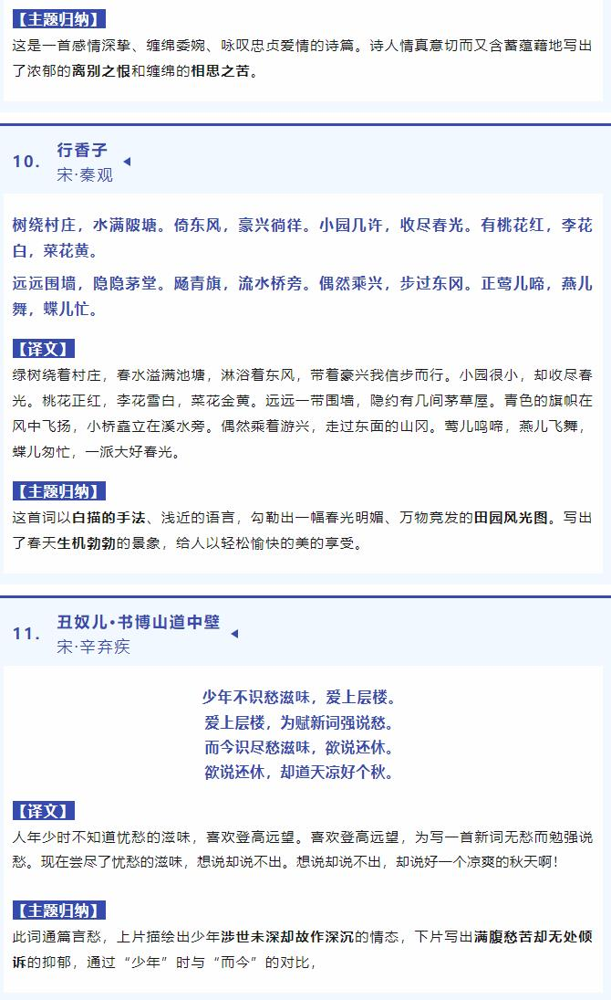 【主题归纳】
这是一首感情深挚、缠绵委婉、咏叹忠贞爱情的诗篇。诗人情真意切而又含蓄蕴藉地写出
了浓郁的离别之恨和缠绵的相思之苦。
10.
行香子
宋·秦观
树绕村庄，水满陂塘。倚东风，豪兴徜徉。小园几许，收尽春光。有桃花红，李花
白，菜花黄。
远远围墙，隐隐茅堂。飏青旗，流水桥旁。偶然乘兴，步过东冈。正莺儿啼，燕儿
舞，蝶儿忙。
【译文】
绿树绕着村庄，春水溢满池塘，淋浴着东风，带着豪兴我信步而行。小园很小，却收尽春
光。桃花正红，李花雪白，菜花金黄。远远一带围墙，隐约有几间茅草屋。青色的旗帜在
风中飞扬，小桥矗立在溪水旁。偶然乘着游兴，走过东面的山冈。莺儿鸣啼，燕儿飞舞，
蝶儿匆忙，一派大好春光。
【主题归纳】
这首词以白描的手法、浅近的语言，勾勒出一幅春光明媚、万物竞发的田园风光图。写出
了春天生机勃勃的景象，给人以轻松愉快的美的享受。
11.
丑奴儿·书博山道中壁
宋·辛弃疾
少年不识愁滋味，爱上层楼。
爱上层楼，为赋新词强说愁。
而今识尽愁滋味，欲说还休。
欲说还休，却道天凉好个秋。
【译文】
人年少时不知道忧愁的滋味，喜欢登高远望。喜欢登高远望，为写一首新词无愁而勉强说
愁。现在尝尽了忧愁的滋味，想说却说不出。想说却说不出，却说好一个凉爽的秋天啊！
【主题归纳】
此词通篇言愁，上片描绘出少年涉世未深却故作深沉的情态，下片写出满腹愁苦却无处倾
诉的抑郁，通过“少年”时与“而今”的对比，